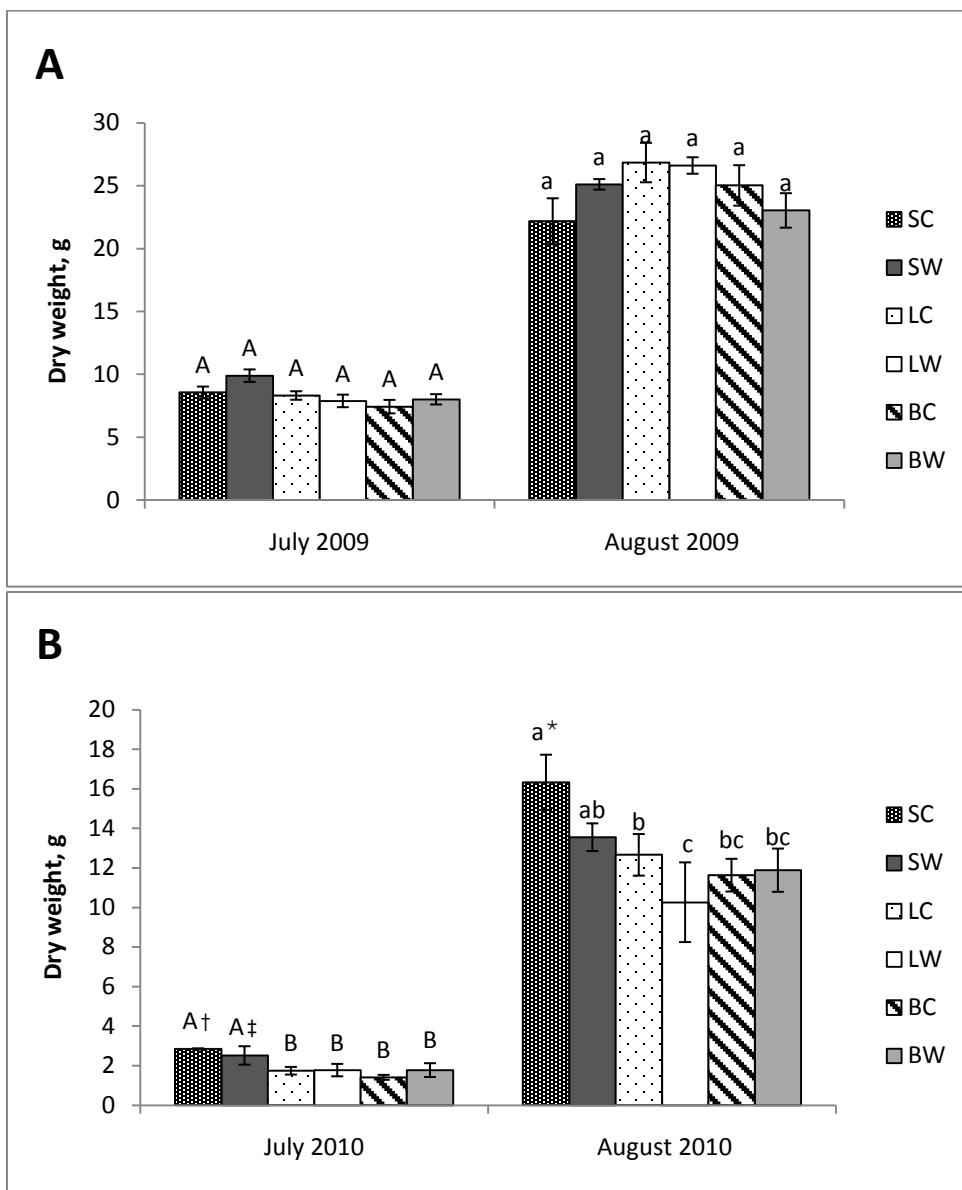 A
Dry weight, g
30
25
20
15
10
5
0
A A A A A A
a a a a a a
July 2009 August 2009
SC
SW
LC
LW
BC
BW
B
Dry weight, g
20
18
16
14
12
10
8
6
4
2
0
A† A‡ B B B B
a* ab b c bc bc
July 2010 August 2010
SC
SW
LC
LW
BC
BW